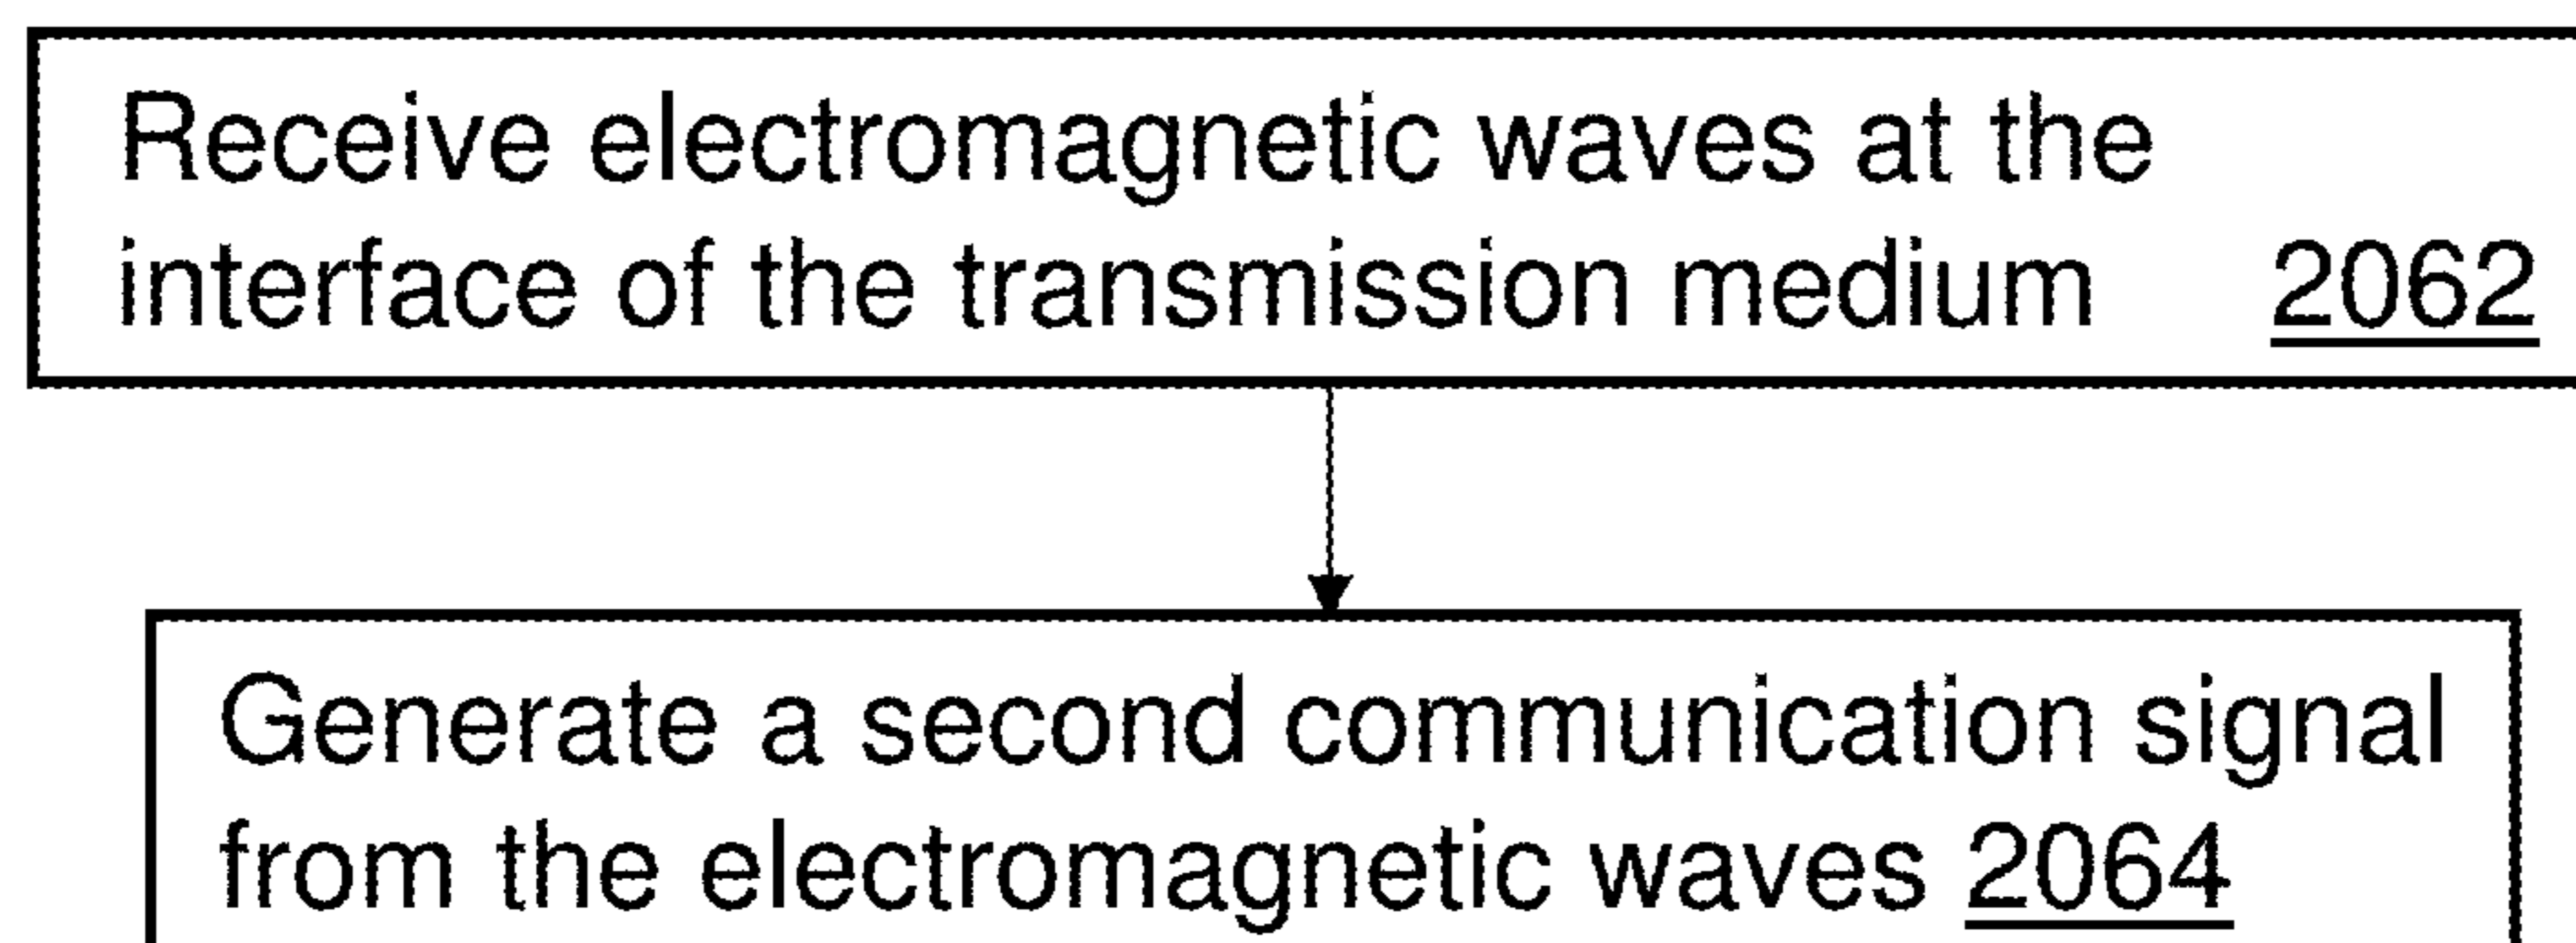 Receive electromagnetic waves at the
interface of the transmission medium 2062
Generate a second communication signal
from the electromagnetic waves 2064